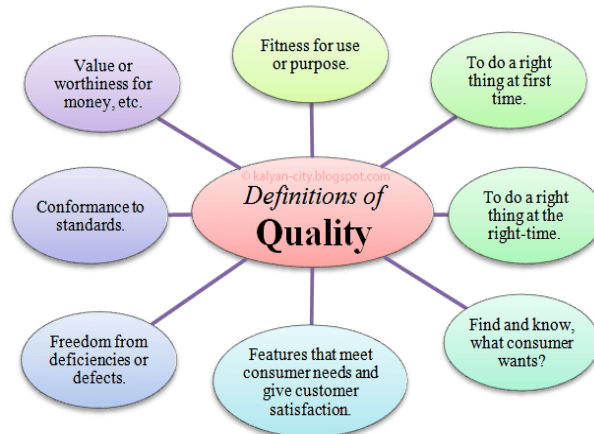 © kalyan-city.blogspot.com
Definitions of
Quality
Fitness for use
or purpose.
To do a right
thing at first
time.
To do a right
thing at the
right-time.
Find and know,
what consumer
wants?
Features that meet
consumer needs and
give customer
satisfaction.
Freedom from
deficiencies or
defects.
Conformance to
standards.
Value or
worthiness for
money, etc.